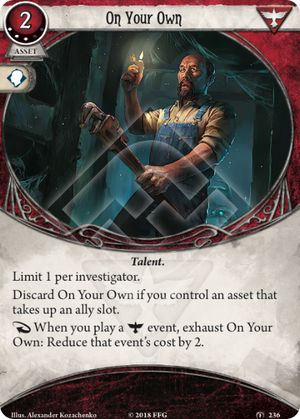 On Your Own
2
ASSET
Talent.
Limit 1 per investigator.
Discard On Your Own if you control an asset that
takes up an ally slot.
When you play a event, exhaust On Your
Own: Reduce that event's cost by 2.
Illus. Alexander Kozachenko
© 2018 FFG
236